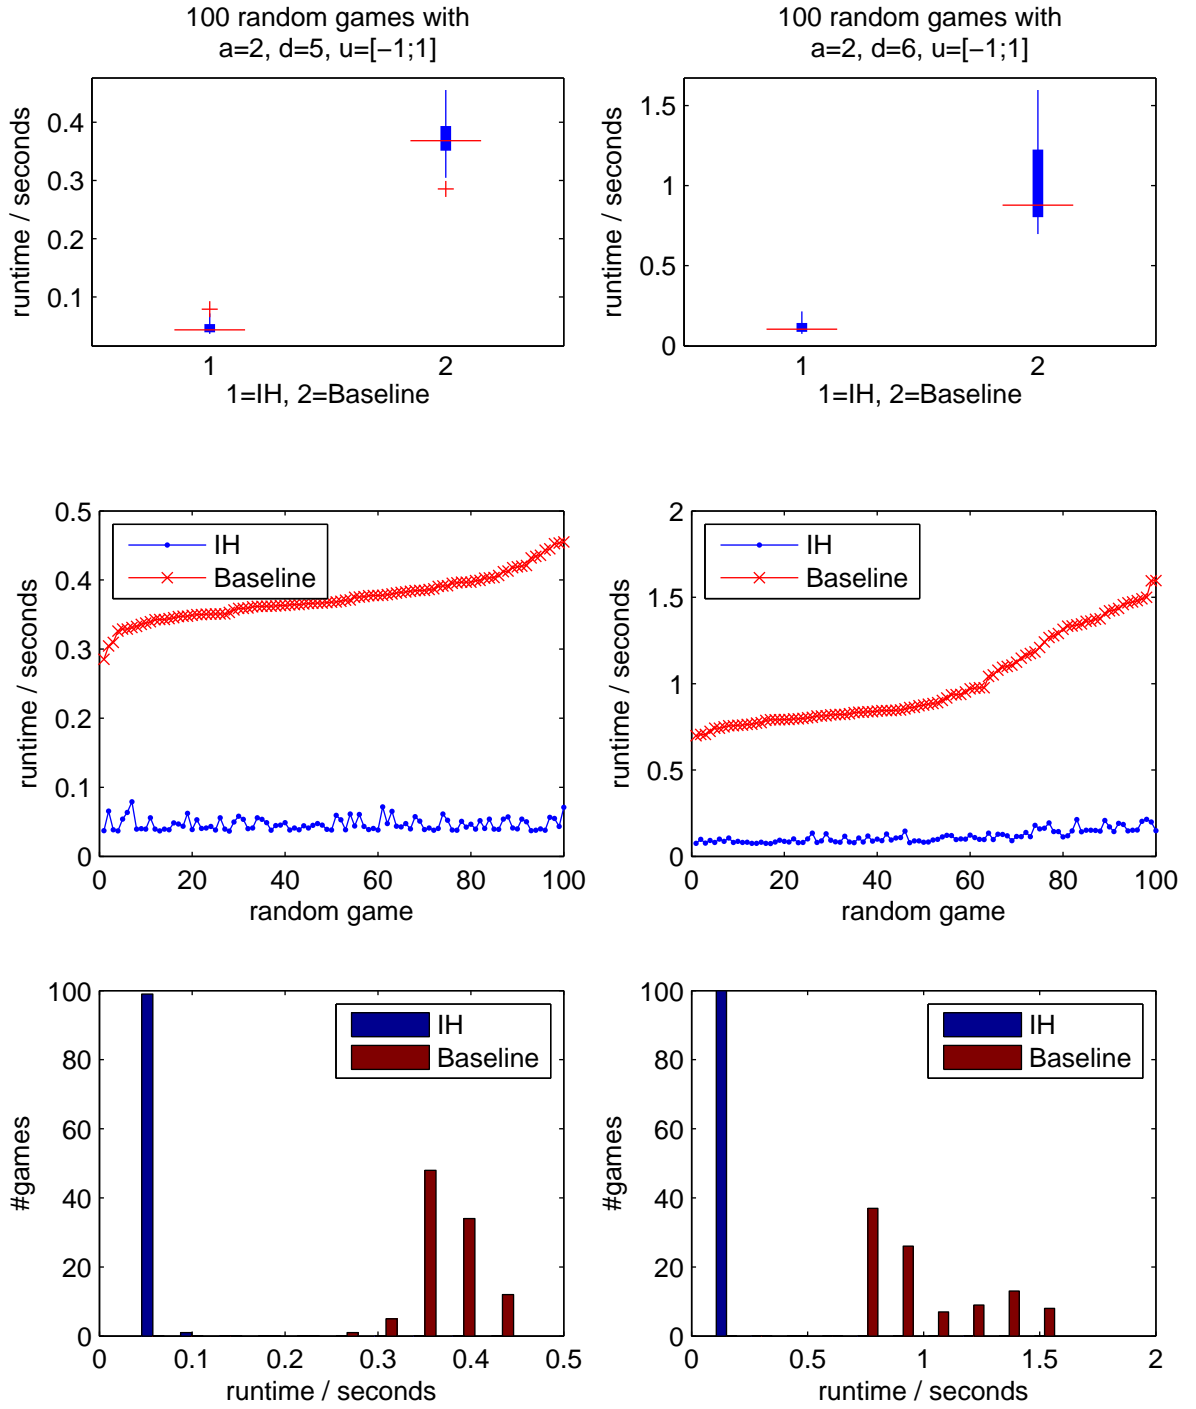 100 random games with
a=2, d=5, u=[−1;1]
0.4
0.3
0.2
0.1
runtime / seconds
1
2
1=IH, 2=Baseline
100 random games with
a=2, d=6, u=[−1;1]
1.5
1
0.5
0
runtime / seconds
1
2
1=IH, 2=Baseline
0.5
0.4
0.3
0.2
0.1
0
runtime / seconds
IH
Baseline
0 20 40 60 80 100
random game
2
1.5
1
0.5
0
runtime / seconds
IH
Baseline
0 20 40 60 80 100
random game
100
80
60
40
20
0
#games
IH
Baseline
0 0.1 0.2 0.3 0.4 0.5
runtime / seconds
100
80
60
40
20
0
#games
IH
Baseline
0 0.5 1 1.5 2
runtime / seconds